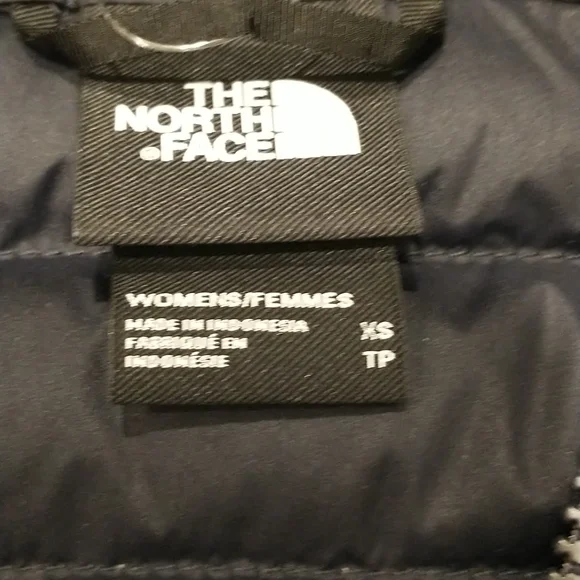 THE
NORTH
FACE
WOMENS/FEMMES
MADE IN INDONESIA XS
FABRIQUÉ EN
INDONÉSIE TP